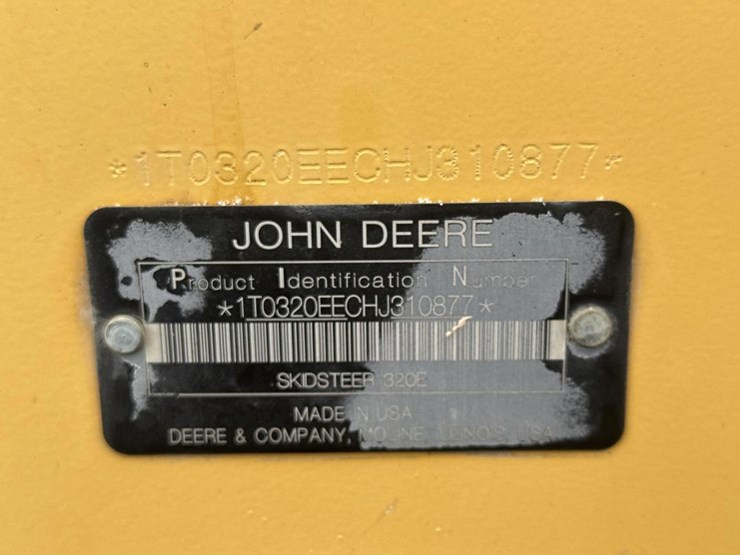 *1T0320EECHJ310877*
JOHN DEERE
Product Identification Number
*1T0320EECHJ310877*
SKIDSTEER 320E
MADE IN USA
DEERE & COMPANY, MOLINE, ILLINOIS USA